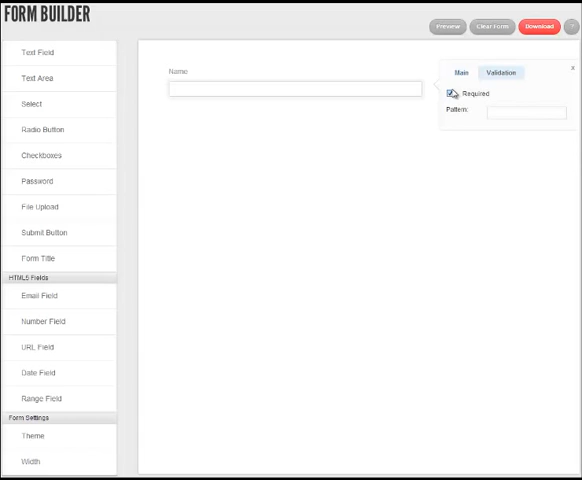 FORM BUILDER
Preview
Clear Form
Download
?
Text Field
Text Area
Select
Radio Button
Checkboxes
Password
File Upload
Submit Button
Form Title
HTML5 Fields
Email Field
Number Field
URL Field
Date Field
Range Field
Form Settings
Theme
Width
Name
Main Validation x
Required
Pattern: